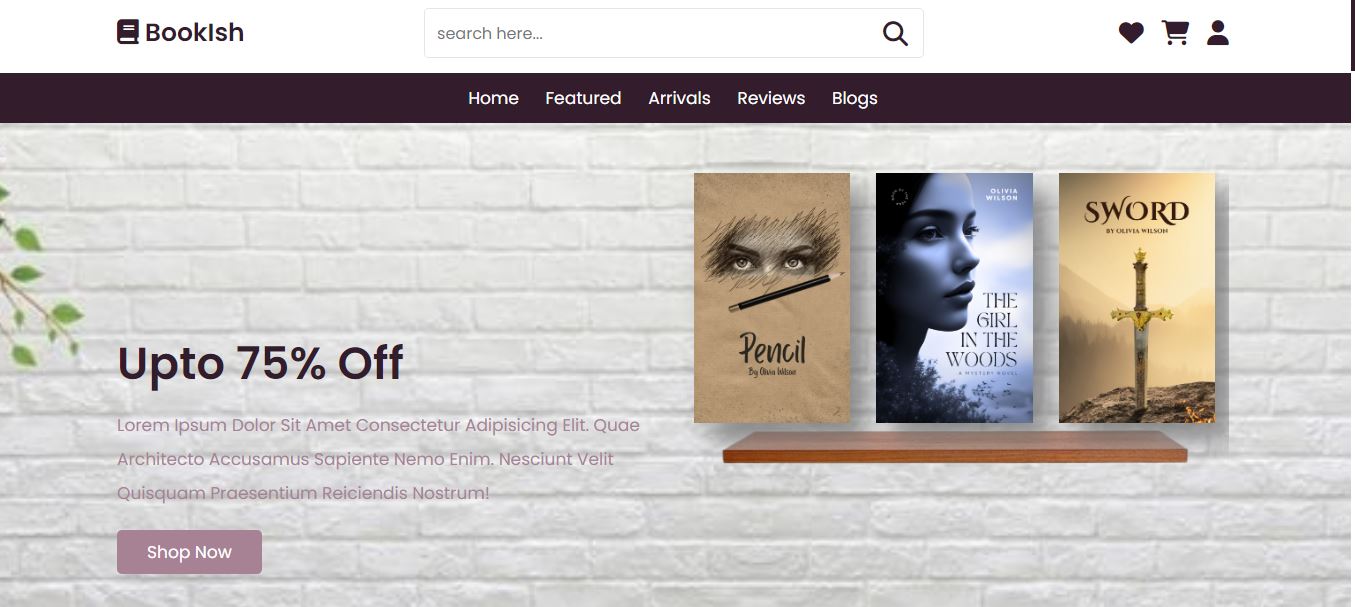 BookIsh
search here...
Home Featured Arrivals Reviews Blogs
OLIVIA
WILSON
SWORD
BY OLIVIA WILSON
THE
GIRL
IN THE
WOODS
A MYSTERY NOVEL
Pencil
By Olivia Wilson
Upto 75% Off
Lorem Ipsum Dolor Sit Amet Consectetur Adipisicing Elit. Quae
Architecto Accusamus Sapiente Nemo Enim. Nesciunt Velit
Quisquam Praesentium Reiciendis Nostrum!
Shop Now